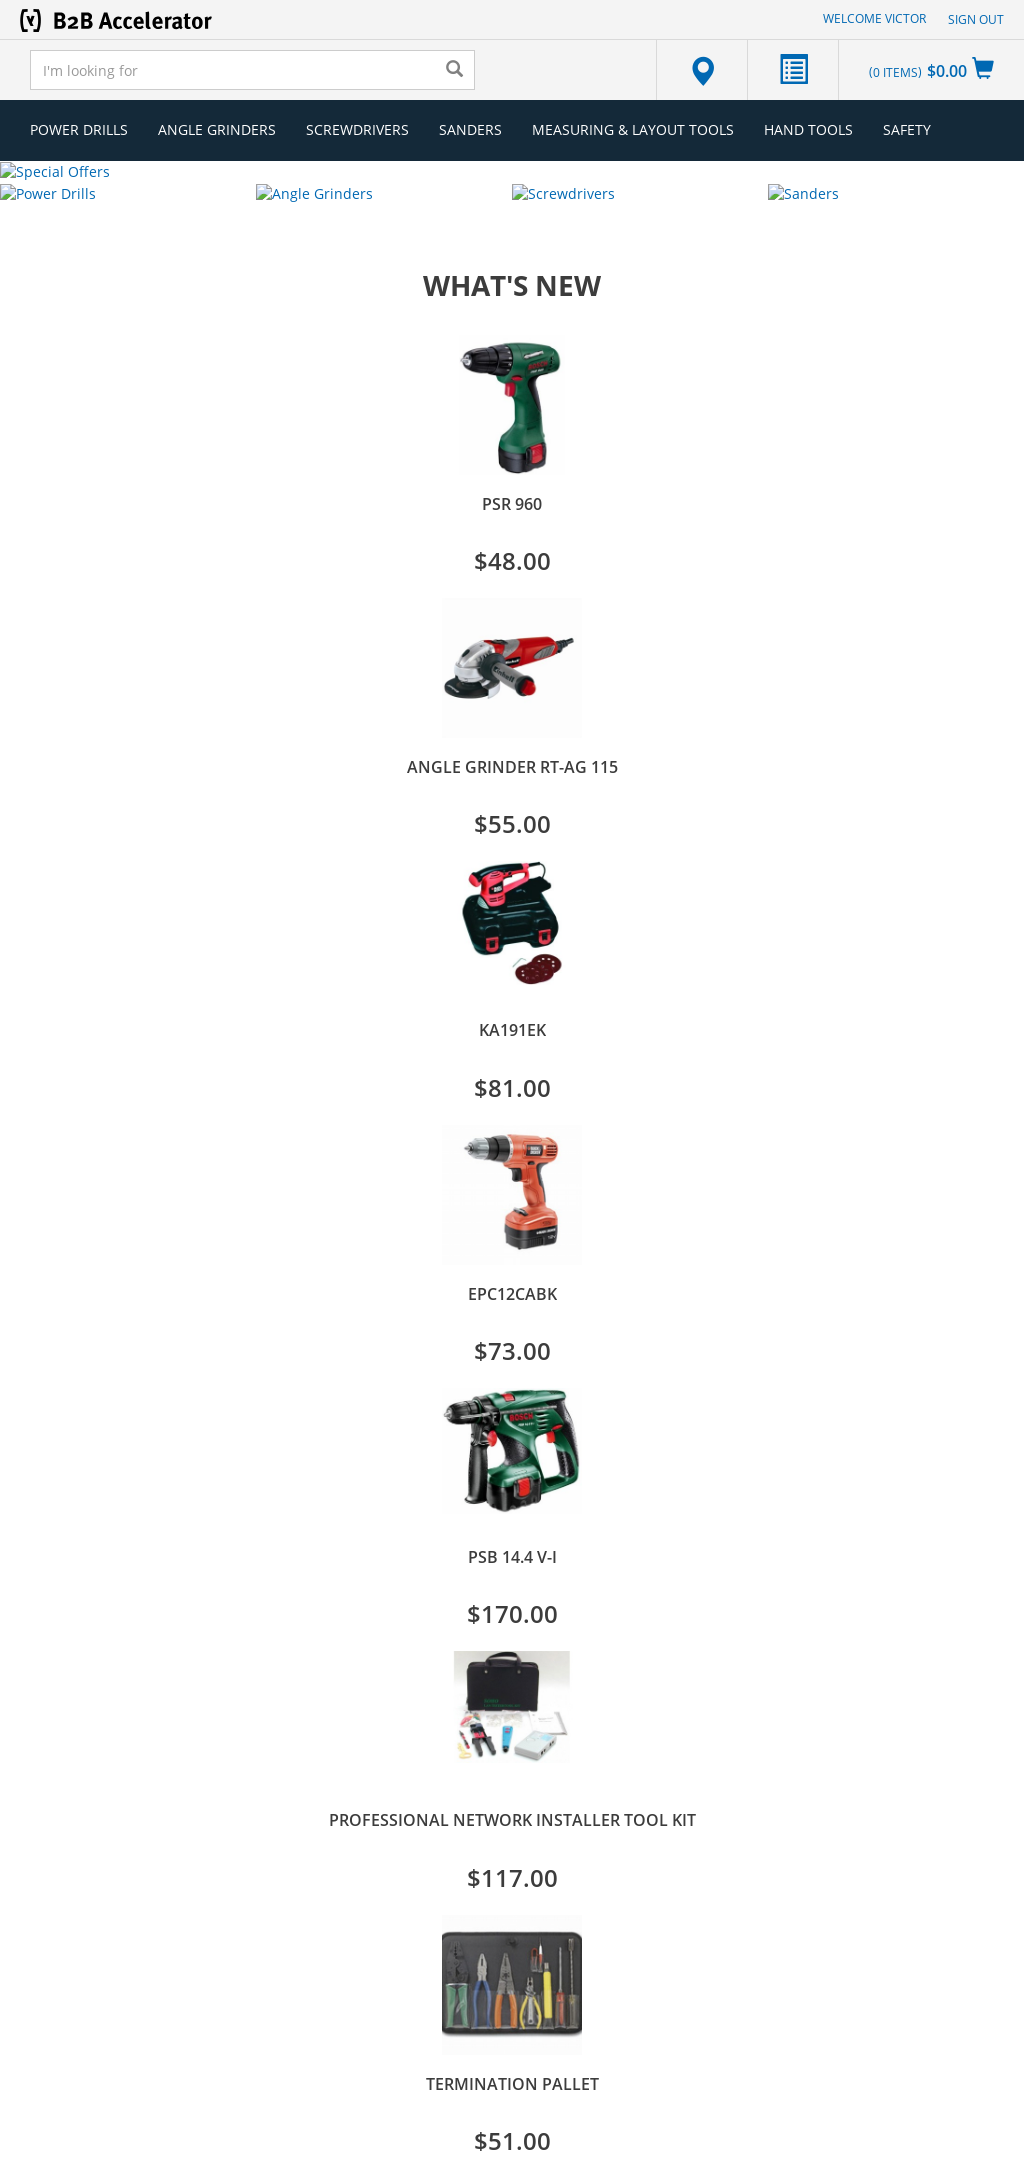 B2B Accelerator
WELCOME VICTOR
SIGN OUT
I'm looking for
(0 ITEMS) $0.00
POWER DRILLS ANGLE GRINDERS SCREWDRIVERS SANDERS MEASURING & LAYOUT TOOLS HAND TOOLS SAFETY
Special Offers
Power Drills Angle Grinders Screwdrivers Sanders
WHAT'S NEW
PSR 960
$48.00
ANGLE GRINDER RT-AG 115
$55.00
KA191EK
$81.00
EPC12CABK
$73.00
BOSCH
PSB 14.4 V-I
$170.00
PROFESSIONAL NETWORK INSTALLER TOOL KIT
$117.00
TERMINATION PALLET
$51.00